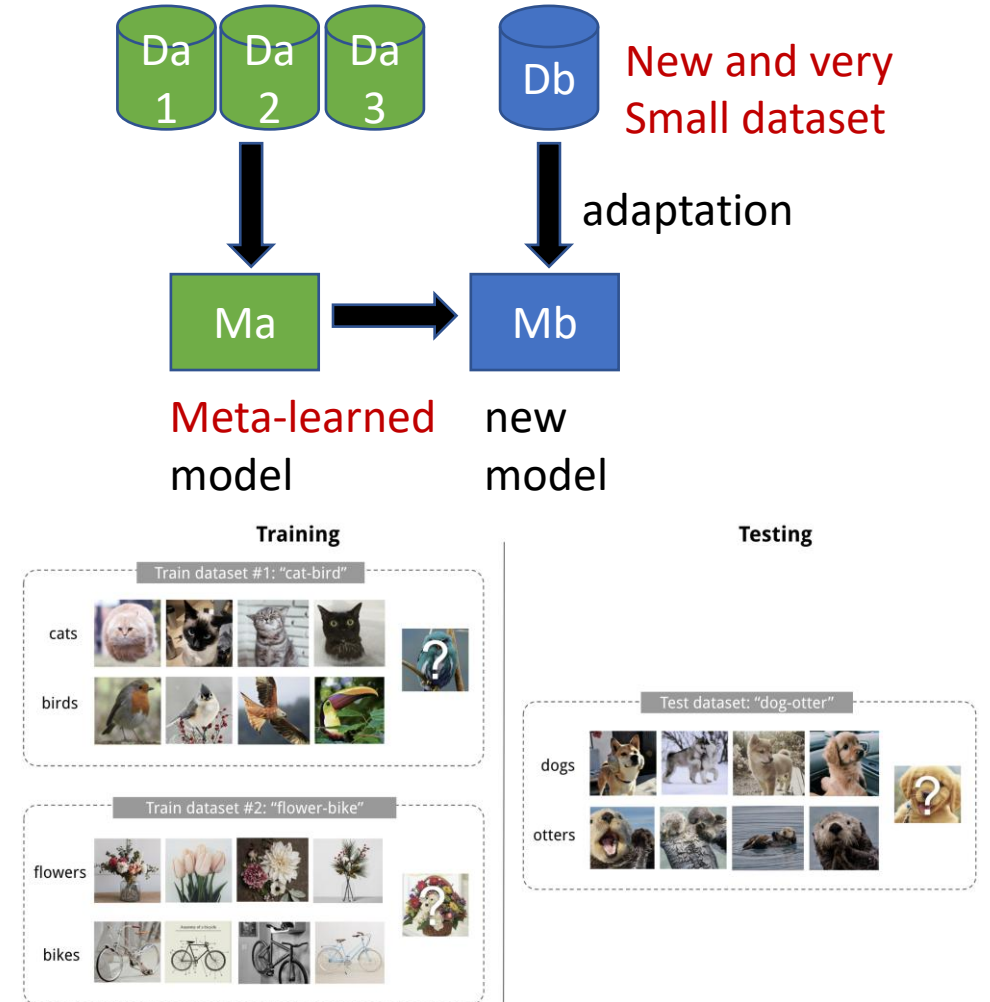 Da
1
Da
2
Da
3
Db
New and very
Small dataset
adaptation
Ma
Mb
Meta-learned
model
new
model
Training
Testing
Train dataset #1: “cat-bird”
cats
?
birds
Test dataset: “dog-otter”
dogs
?
otters
Train dataset #2: “flower-bike”
flowers
?
bikes